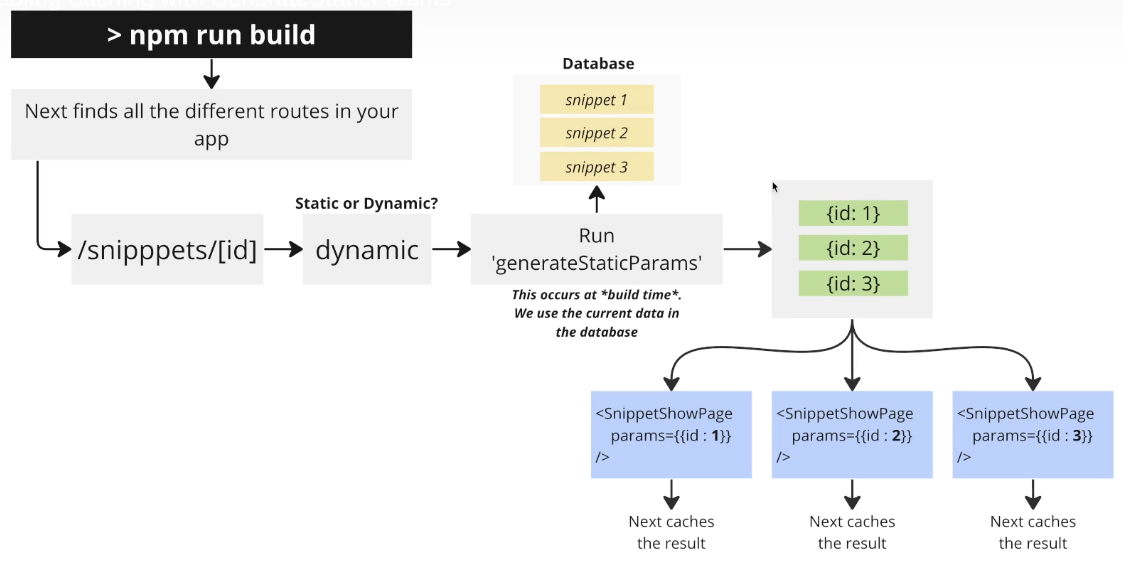 > npm run build
Next finds all the different routes in your
app
Database
snippet 1
snippet 2
snippet 3
/snipppets/[id]
Static or Dynamic?
dynamic
Run
'generateStaticParams'
This occurs at *build time*.
We use the current data in
the database
{id: 1}
{id: 2}
{id: 3}
<SnippetShowPage
params={{id : 1}}
/>
<SnippetShowPage
params={{id : 2}}
/>
<SnippetShowPage
params={{id : 3}}
/>
Next caches
the result
Next caches
the result
Next caches
the result